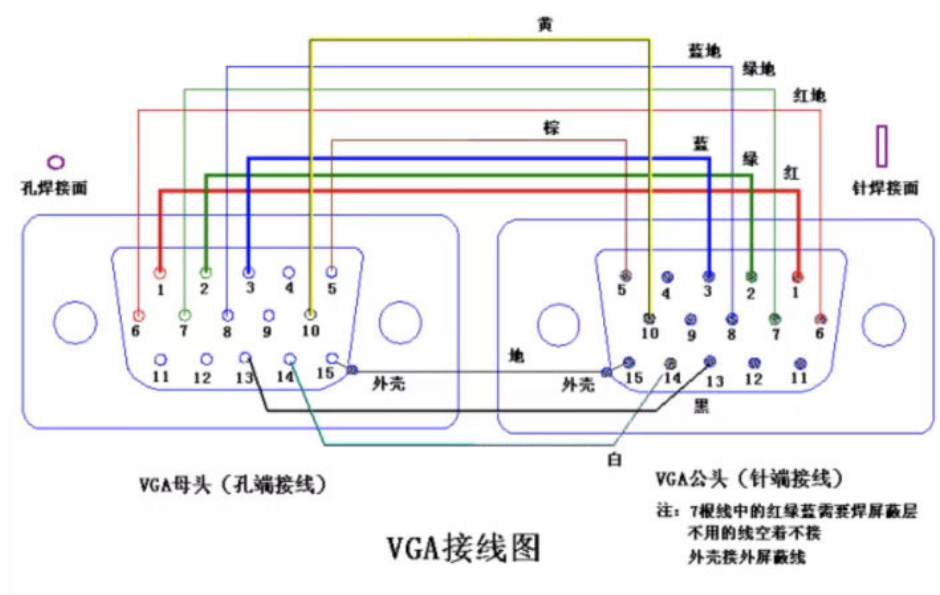 黄
蓝地
绿地
红地
棕
蓝
绿
红
孔焊接面
针焊接面
1 2 3 4 5
5 4 3 2 1
6 7 8 9 10
10 9 8 7 6
11 12 13 14 15
15 14 13 12 11
地
外壳
外壳
黑
白
VGA母头（孔端接线）
VGA公头（针端接线）
注：7根线中的红绿蓝需要焊屏蔽层
不用的线空着不接
外壳接外屏蔽线
VGA接线图